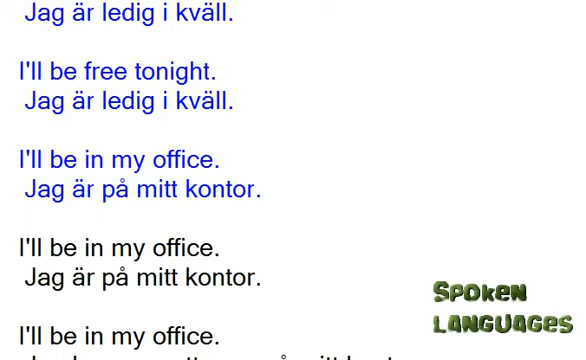 Jag är ledig i kväll.
I'll be free tonight.
Jag är ledig i kväll.
I'll be in my office.
Jag är på mitt kontor.
I'll be in my office.
Jag är på mitt kontor.
I'll be in my office.
Spoken
Languages